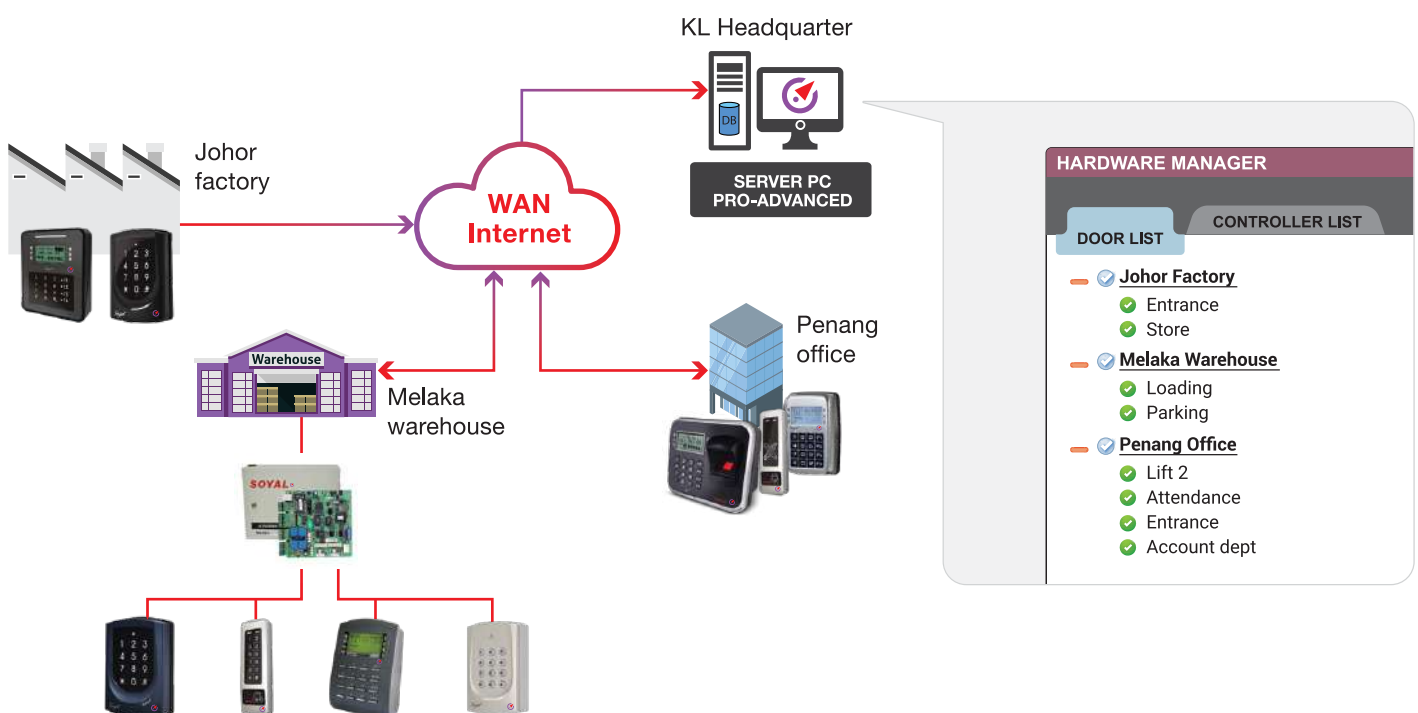 KL Headquarter
DB
SERVER PC
PRO-ADVANCED
Johor
factory
WAN
Internet
Warehouse
Melaka
warehouse
Penang
office
SOYAL
HARDWARE MANAGER
DOOR LIST
CONTROLLER LIST
Johor Factory
Entrance
Store
Melaka Warehouse
Loading
Parking
Penang Office
Lift 2
Attendance
Entrance
Account dept